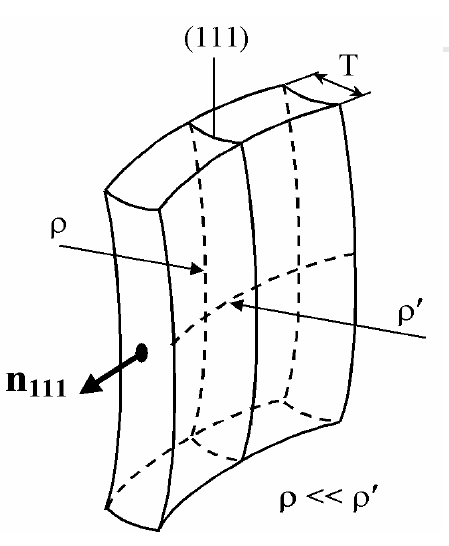 (111)
T
ρ
ρ′
n₁₁₁
ρ << ρ′